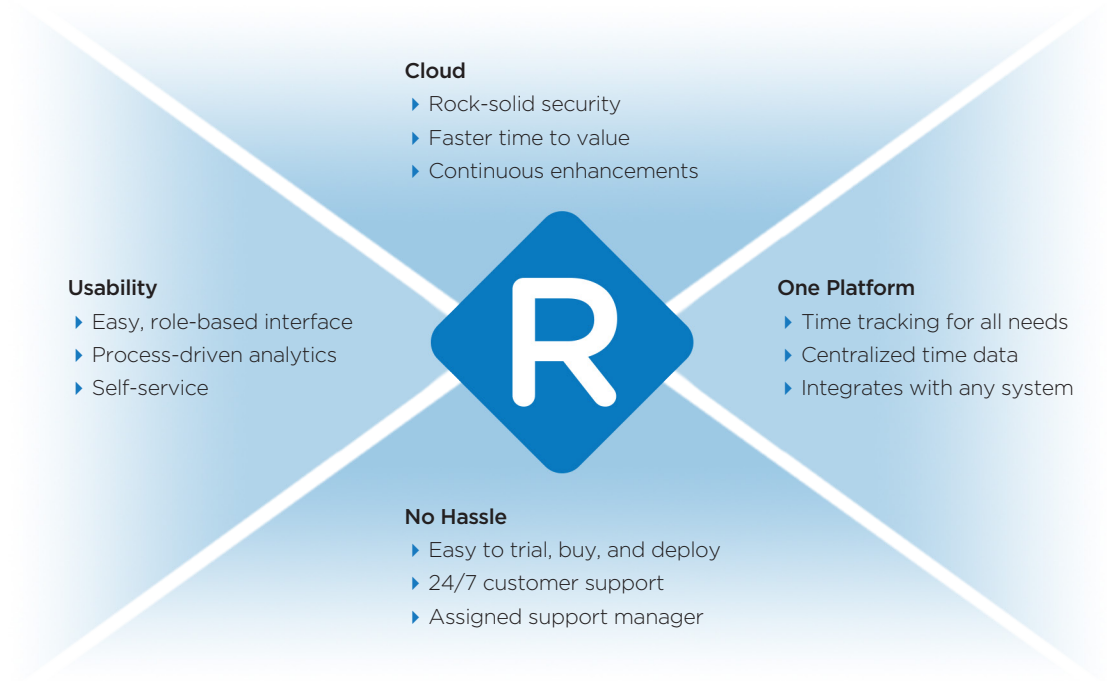 Cloud
Rock-solid security
Faster time to value
Continuous enhancements
Usability
Easy, role-based interface
Process-driven analytics
Self-service
R
One Platform
Time tracking for all needs
Centralized time data
Integrates with any system
No Hassle
Easy to trial, buy, and deploy
24/7 customer support
Assigned support manager